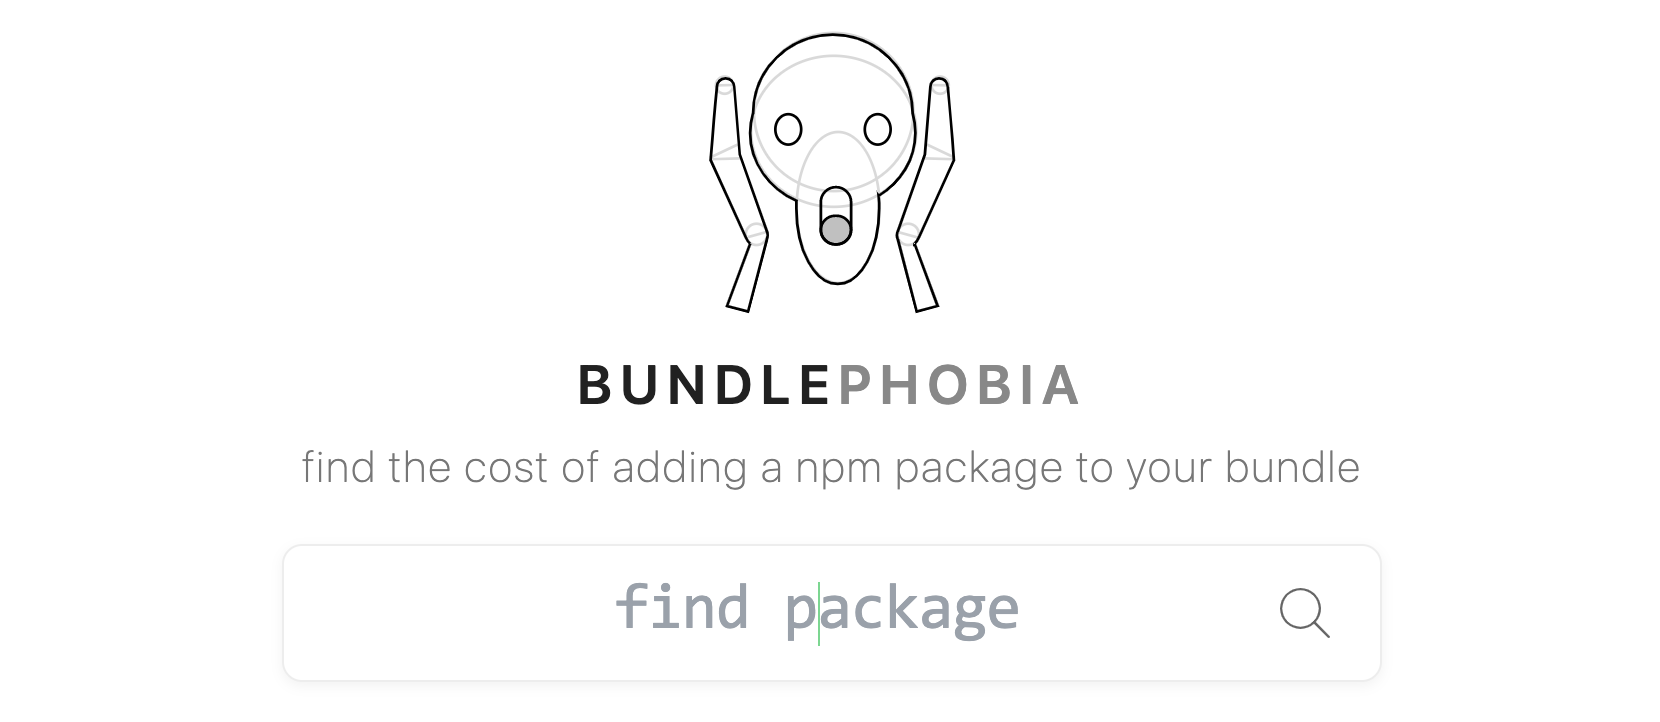 BUNDLEPHOBIA
find the cost of adding a npm package to your bundle
find package